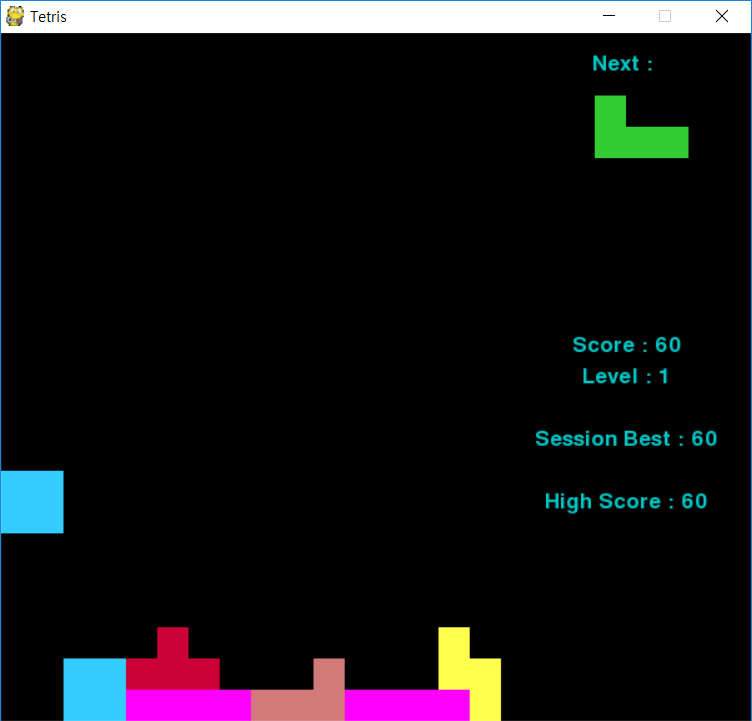 Tetris
Next :
Score : 60
Level : 1
Session Best : 60
High Score : 60